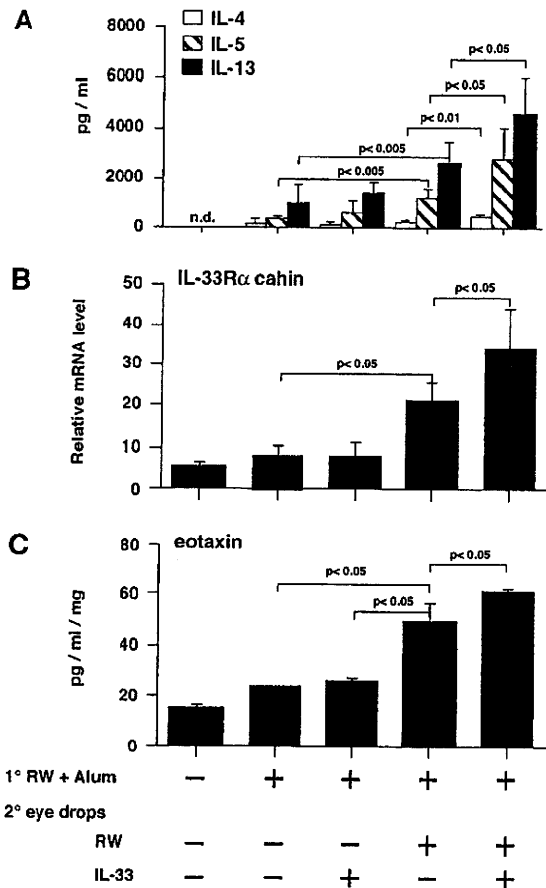 A
IL-4
IL-5
IL-13
pg / ml
8000
6000
4000
2000
0
n.d.
p< 0.005
p< 0.005
p< 0.01
p< 0.05
p< 0.05
B
IL-33Rα cahin
Relative mRNA level
50
40
30
20
10
0
p< 0.05
p< 0.05
C
eotaxin
pg / ml / mg
80
60
40
20
0
p< 0.05
p< 0.05
p< 0.05
1° RW + Alum − + + + +
2° eye drops
RW − − − + +
IL-33 − − + − +